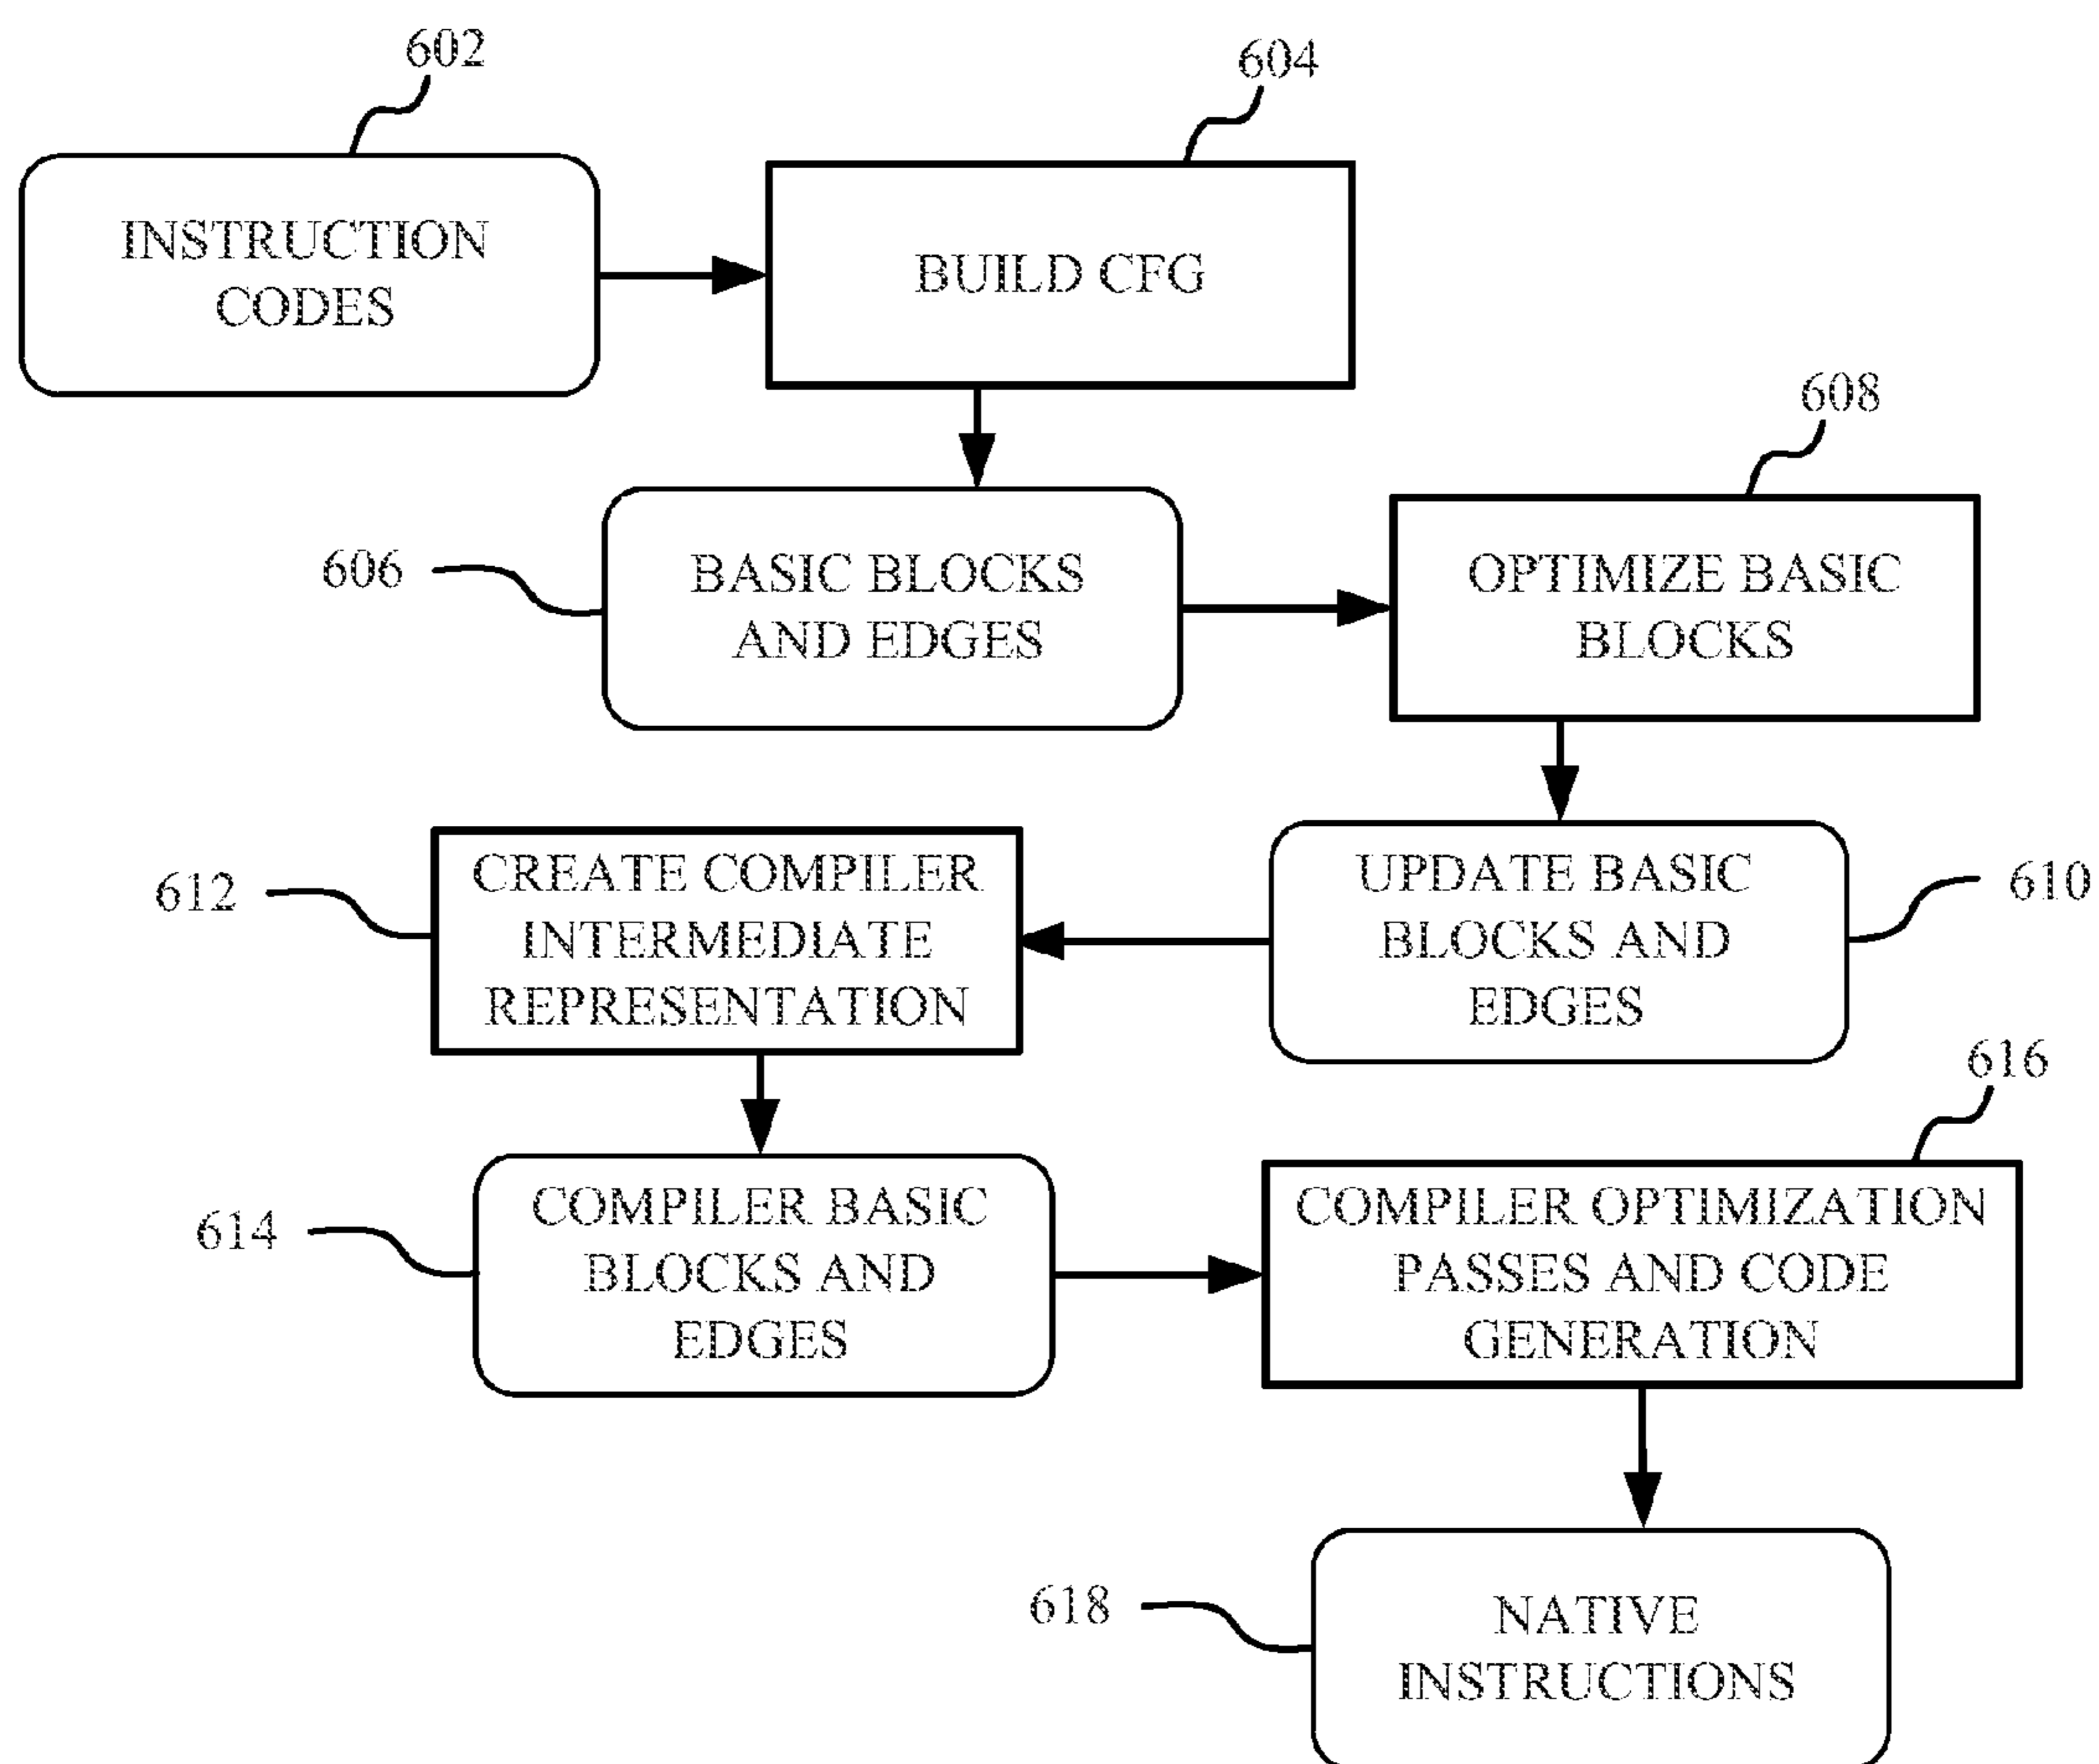 602
604
INSTRUCTION
CODES
BUILD CFG
608
606
BASIC BLOCKS
AND EDGES
OPTIMIZE BASIC
BLOCKS
612
CREATE COMPILER
INTERMEDIATE
REPRESENTATION
UPDATE BASIC
BLOCKS AND
EDGES
610
616
614
COMPILER BASIC
BLOCKS AND
EDGES
COMPILER OPTIMIZATION
PASSES AND CODE
GENERATION
618
NATIVE
INSTRUCTIONS